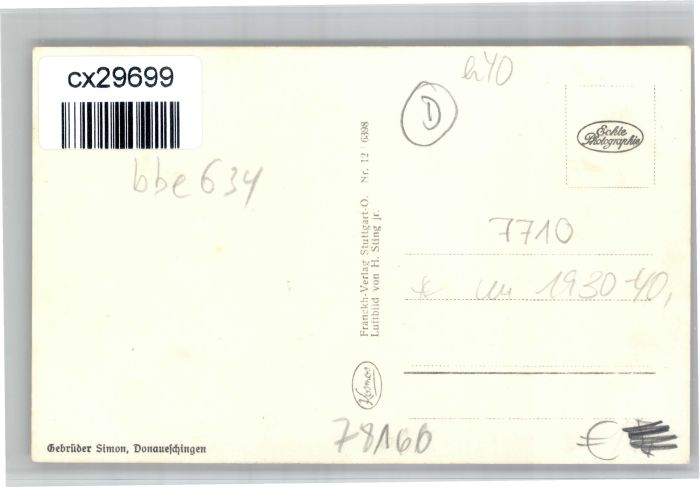 cx29699
h40
D
Echte
Photographie
bbe634
Franckh-Verlag Stuttgart-O. Nr. 12 6398
Luftbild von H. Sting jr.
7710
* um 1930-40,
Kosmos
78166
Gebrüder Simon, Donaueſchingen
€